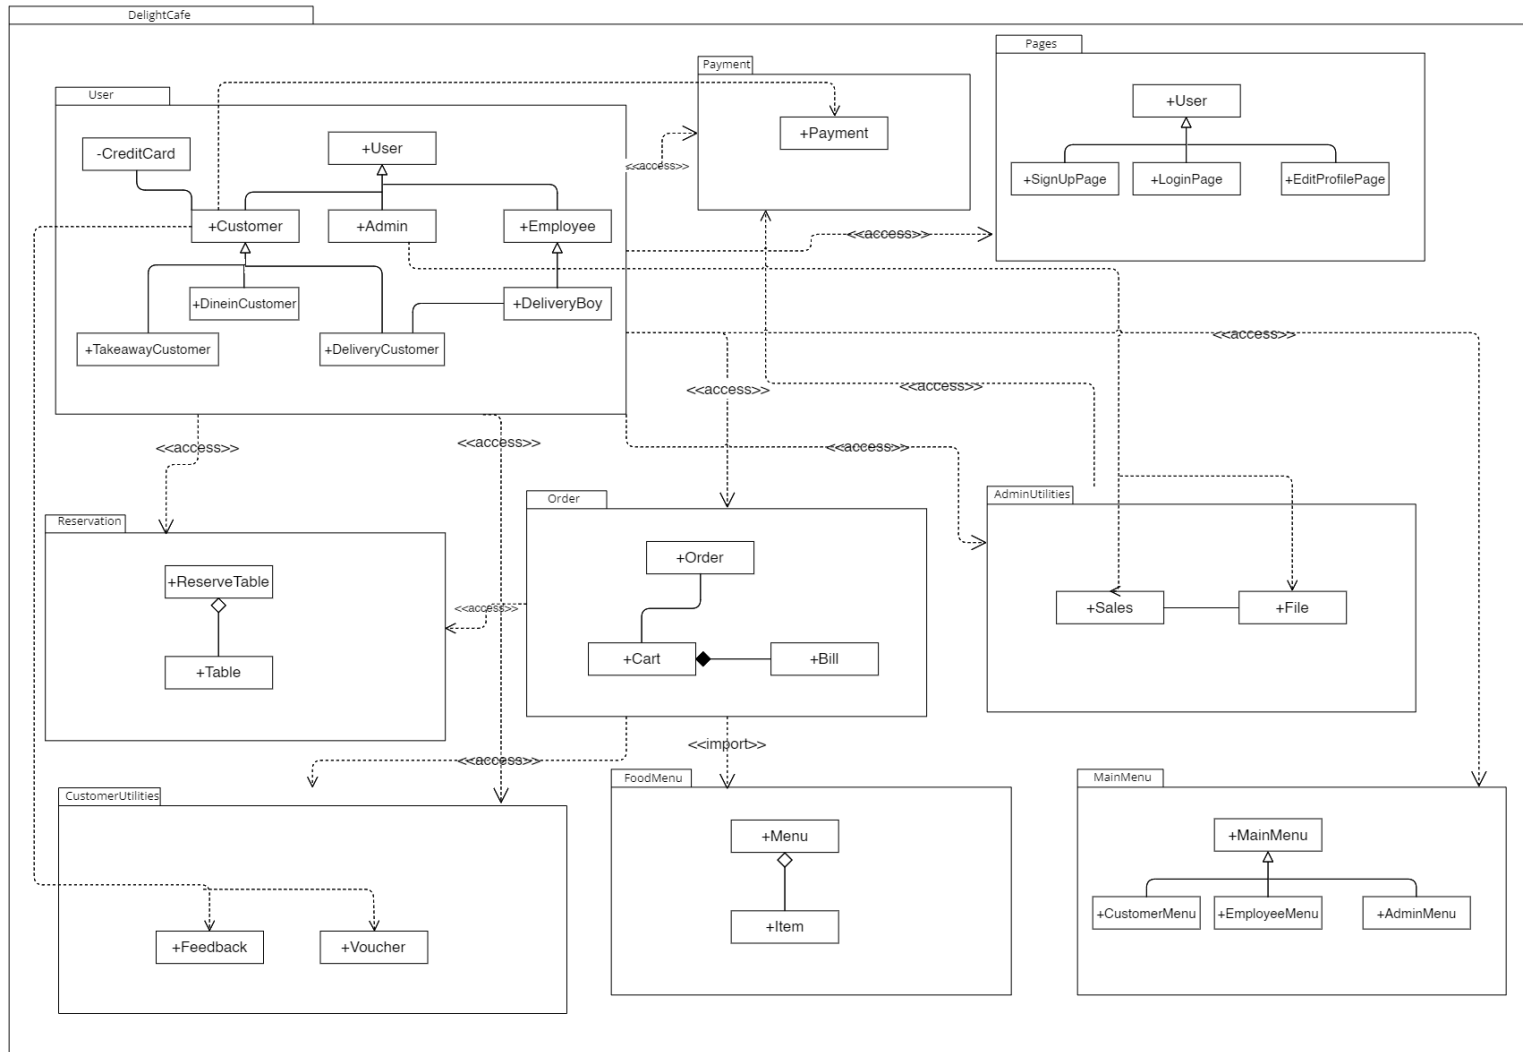 DelightCafe
Pages
Payment
User
+User
+Payment
+User
-CreditCard
<<access>>
+SignUpPage
+LoginPage
+EditProfilePage
+Customer
+Admin
+Employee
<<access>>
+DineinCustomer
+DeliveryBoy
+TakeawayCustomer
+DeliveryCustomer
<<access>>
<<access>>
<<access>>
<<access>>
<<access>>
<<access>>
AdminUtilities
Order
Reservation
+Order
+ReserveTable
<<access>>
+Sales
+File
+Cart
+Bill
+Table
<<import>>
<<access>>
FoodMenu
MainMenu
CustomerUtilities
+Menu
+MainMenu
+CustomerMenu
+EmployeeMenu
+AdminMenu
+Item
+Feedback
+Voucher